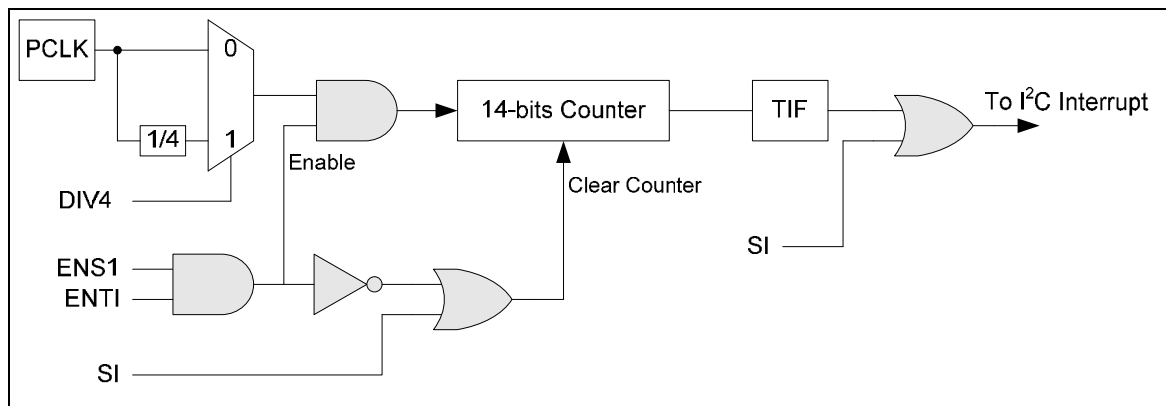 PCLK
0
1/4
1
DIV4
Enable
14-bits Counter
TIF
To I²C Interrupt
Clear Counter
SI
ENS1
ENTI
SI